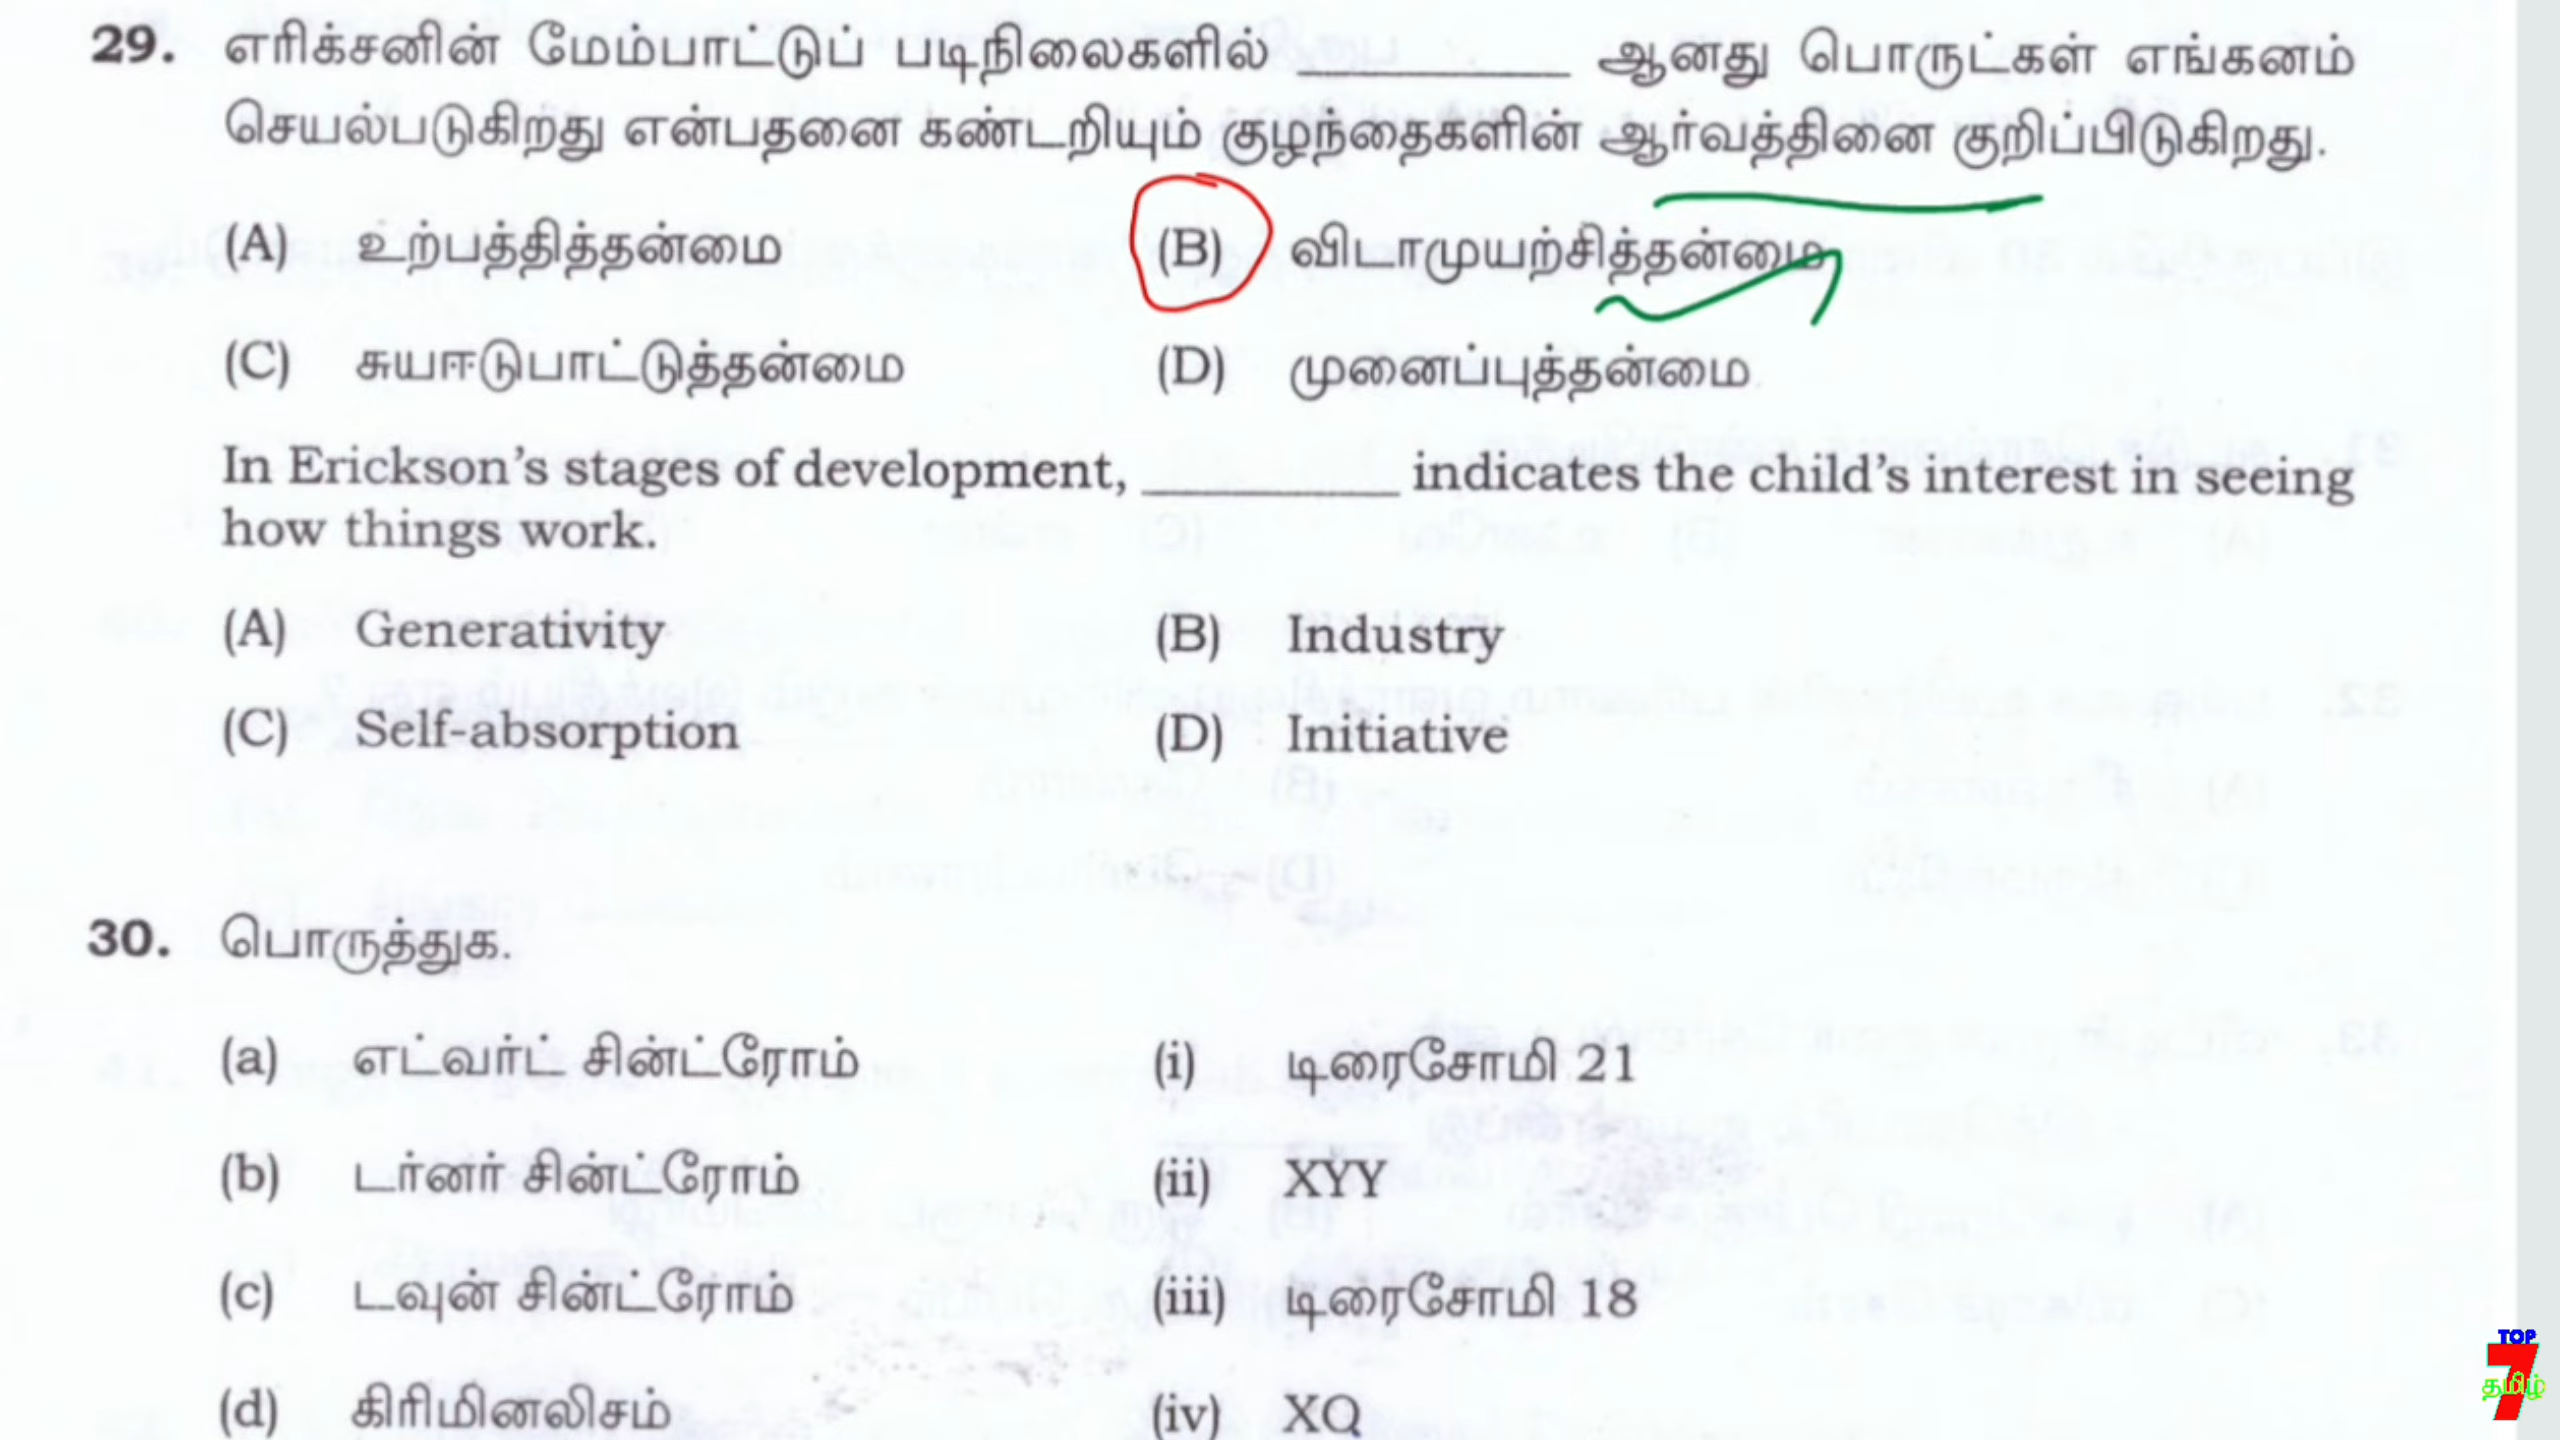 29. எரிக்சனின் மேம்பாட்டுப் படிநிலைகளில் __________ ஆனது பொருட்கள் எங்கனம்
செயல்படுகிறது என்பதனை கண்டறியும் குழந்தைகளின் ஆர்வத்தினை குறிப்பிடுகிறது.
(A) உற்பத்தித்தன்மை (B) விடாமுயற்சித்தன்மை
(C) சுயஈடுபாட்டுத்தன்மை (D) முனைப்புத்தன்மை
In Erickson's stages of development, __________ indicates the child's interest in seeing
how things work.
(A) Generativity (B) Industry
(C) Self-absorption (D) Initiative
30. பொருத்துக.
(a) எட்வர்ட் சின்ட்ரோம் (i) டிரைசோமி 21
(b) டர்னர் சின்ட்ரோம் (ii) XYY
(c) டவுன் சின்ட்ரோம் (iii) டிரைசோமி 18
(d) கிரிமினலிசம் (iv) XO
TOP
7
தமிழ்